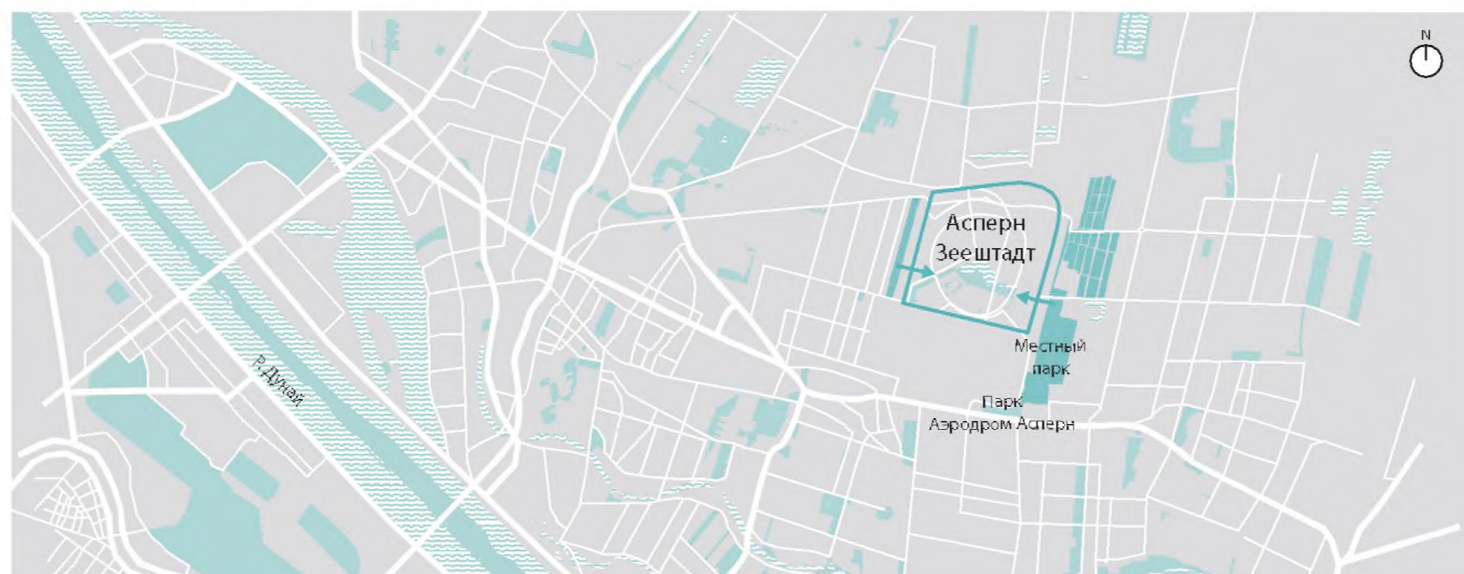 N
Асперн
Зеештадт
Местный
парк
Р. Дунай
Парк
Аэродром Асперн